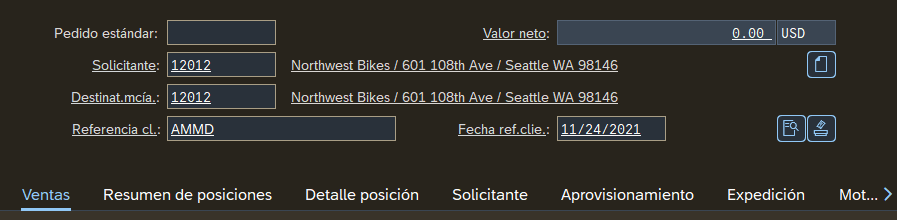 Pedido estándar: Valor neto: 0.00 USD
Solicitante: 12012 Northwest Bikes / 601 108th Ave / Seattle WA 98146
Destinat.mcía.: 12012 Northwest Bikes / 601 108th Ave / Seattle WA 98146
Referencia cl.: AMMD Fecha ref.clie.: 11/24/2021
Ventas Resumen de posiciones Detalle posición Solicitante Aprovisionamiento Expedición Mot...